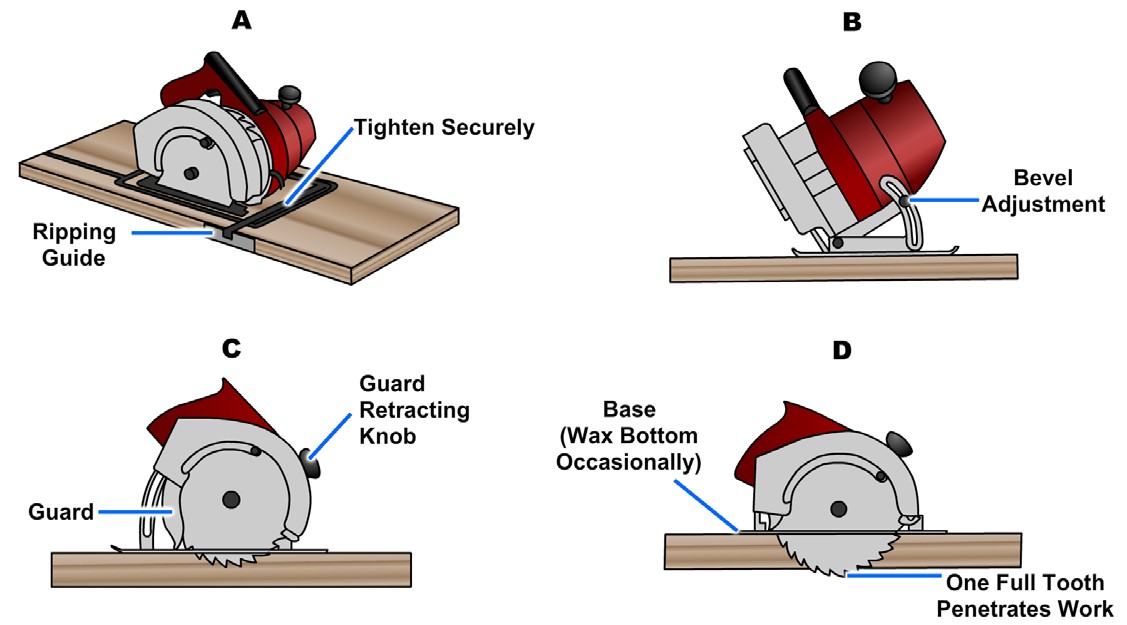 A
Tighten Securely
Ripping
Guide
B
Bevel
Adjustment
C
Guard
Retracting
Knob
Guard
D
Base
(Wax Bottom
Occasionally)
One Full Tooth
Penetrates Work